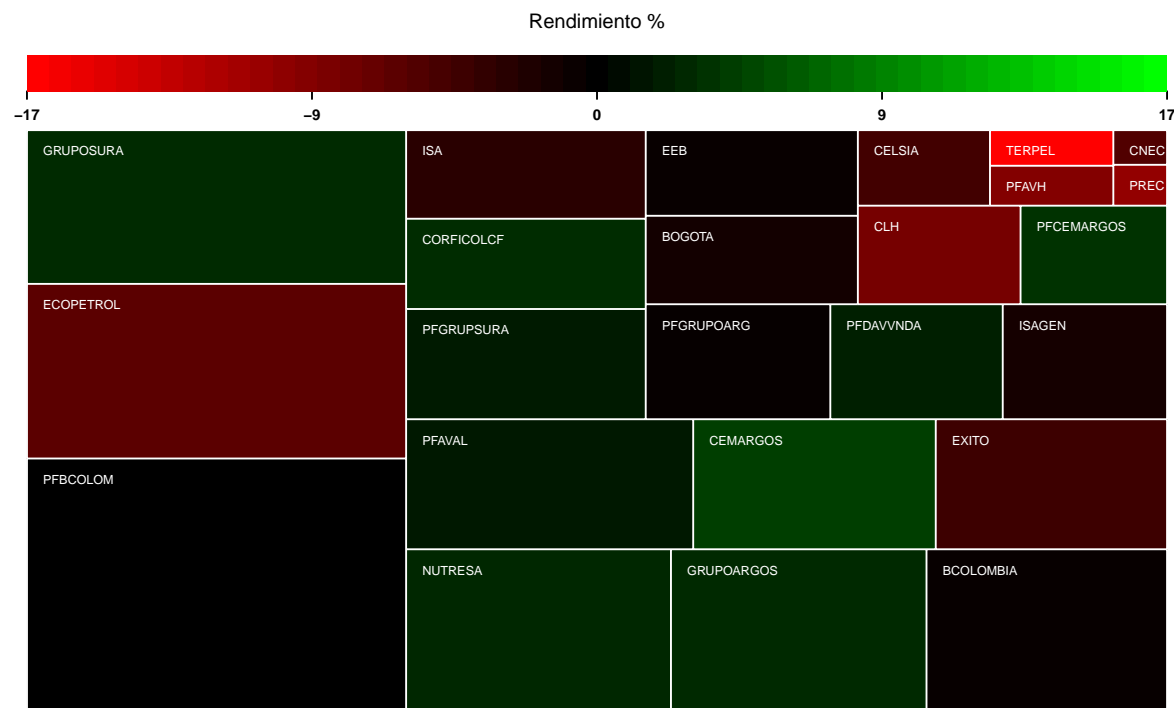 Rendimiento %
−17 −9 0 9 17
GRUPOSURA
ECOPETROL
PFBCOLOM
ISA
CORFICOLCF
PFGRUPSURA
PFAVAL
NUTRESA
EEB
BOGOTA
PFGRUPOARG
CEMARGOS
GRUPOARGOS
CELSIA
CLH
PFDAVVNDA
EXITO
BCOLOMBIA
TERPEL
PFAVH
PFCEMARGOS
ISAGEN
CNEC
PREC